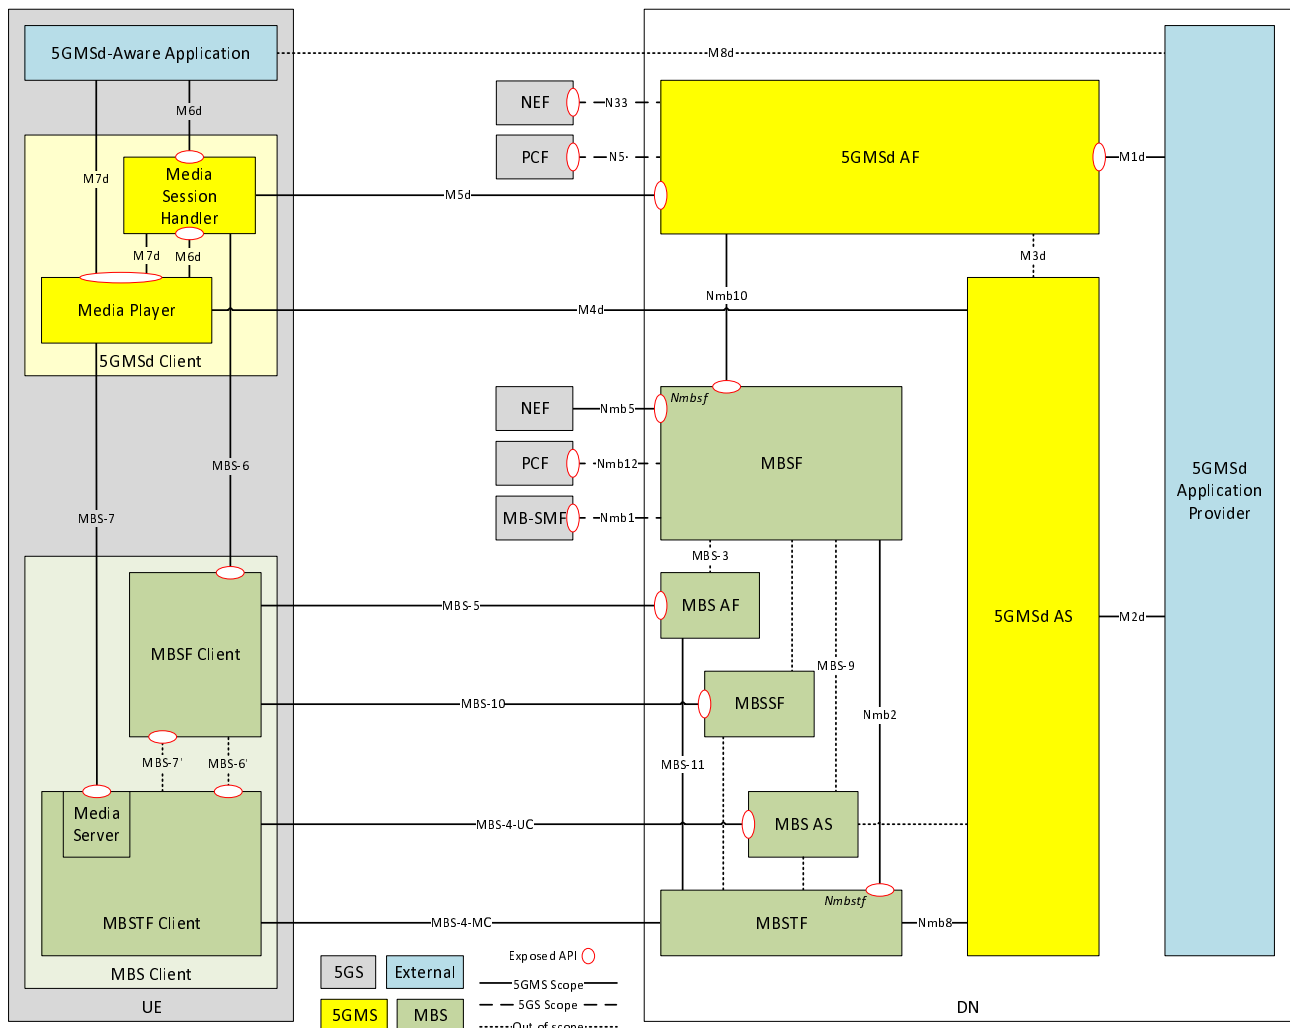 5GMSd-Aware Application
M8d
M6d
NEF
N33
PCF
N5
5GMSd AF
M1d
M7d
Media
Session
Handler
M5d
M7d
M6d
M3d
Media Player
M4d
Nmb10
5GMSd Client
NEF
Nmb5
Nmbsf
PCF
Nmb12
MBSF
MB-SMF
Nmb1
MBS-6
MBS-7
5GMSd
Application
Provider
MBS-3
MBS-5
MBS AF
5GMSd AS
M2d
MBSF Client
MBS-9
MBS-10
MBSSF
Nmb2
MBS-7'
MBS-6'
MBS-11
Media
Server
MBS-4-UC
MBS AS
Nmbstf
MBSTF Client
MBS-4-MC
MBSTF
Nmb8
MBS Client
UE
5GS
External
5GMS
MBS
Exposed API
5GMS Scope
5GS Scope
Out of scope
DN